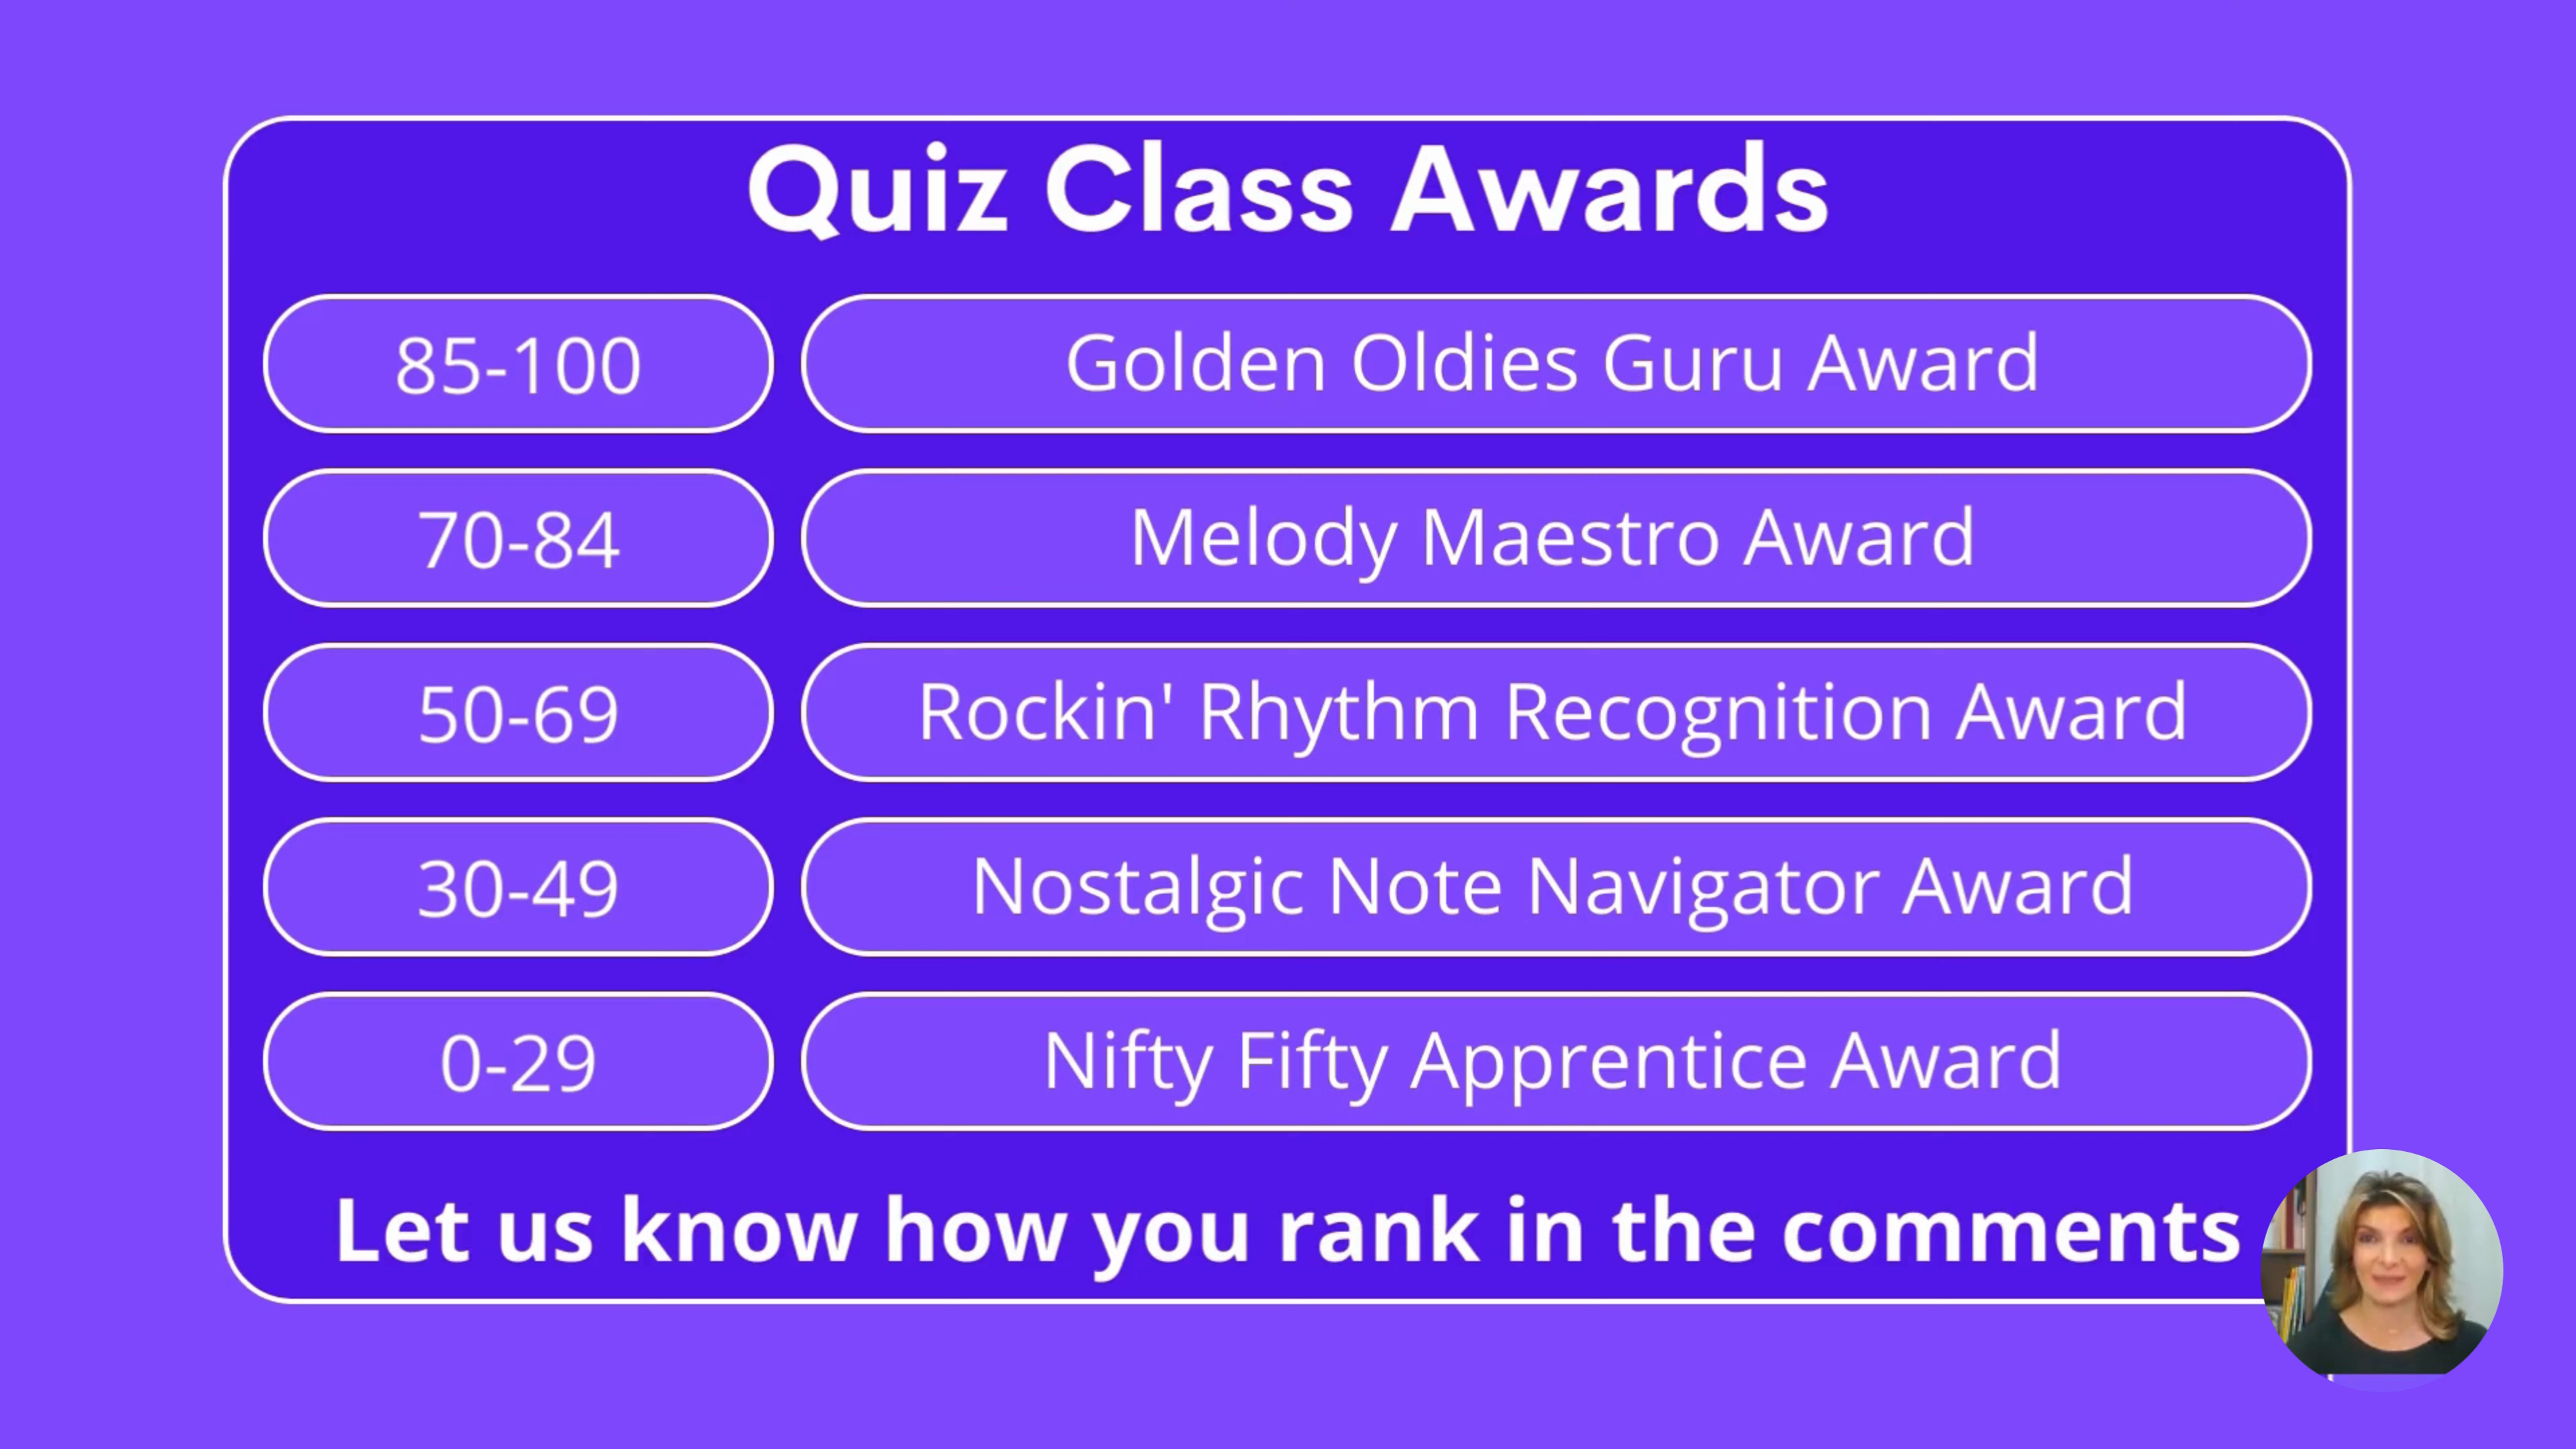 Quiz Class Awards
85-100 Golden Oldies Guru Award
70-84 Melody Maestro Award
50-69 Rockin' Rhythm Recognition Award
30-49 Nostalgic Note Navigator Award
0-29 Nifty Fifty Apprentice Award
Let us know how you rank in the comments